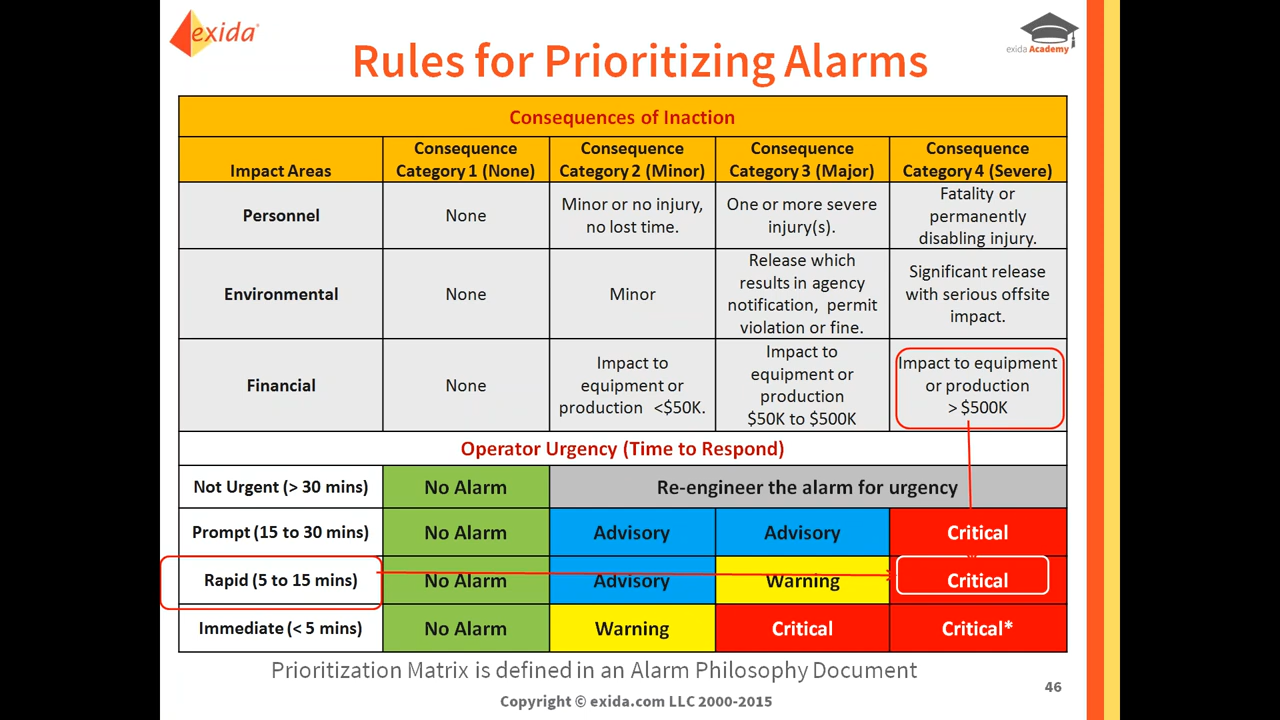 exida
exida Academy
Rules for Prioritizing Alarms
Consequences of Inaction
Impact Areas
Consequence
Category 1 (None)
Consequence
Category 2 (Minor)
Consequence
Category 3 (Major)
Consequence
Category 4 (Severe)
Personnel
None
Minor or no injury,
no lost time.
One or more severe
injury(s).
Fatality or
permanently
disabling injury.
Environmental
None
Minor
Release which
results in agency
notification, permit
violation or fine.
Significant release
with serious offsite
impact.
Financial
None
Impact to
equipment or
production <$50K.
Impact to
equipment or
production
$50K to $500K
Impact to equipment
or production
> $500K
Operator Urgency (Time to Respond)
Not Urgent (> 30 mins)
No Alarm
Re-engineer the alarm for urgency
Prompt (15 to 30 mins)
No Alarm
Advisory
Advisory
Critical
Rapid (5 to 15 mins)
No Alarm
Advisory
Warning
Critical
Immediate (< 5 mins)
No Alarm
Warning
Critical
Critical*
Prioritization Matrix is defined in an Alarm Philosophy Document
46
Copyright © exida.com LLC 2000-2015